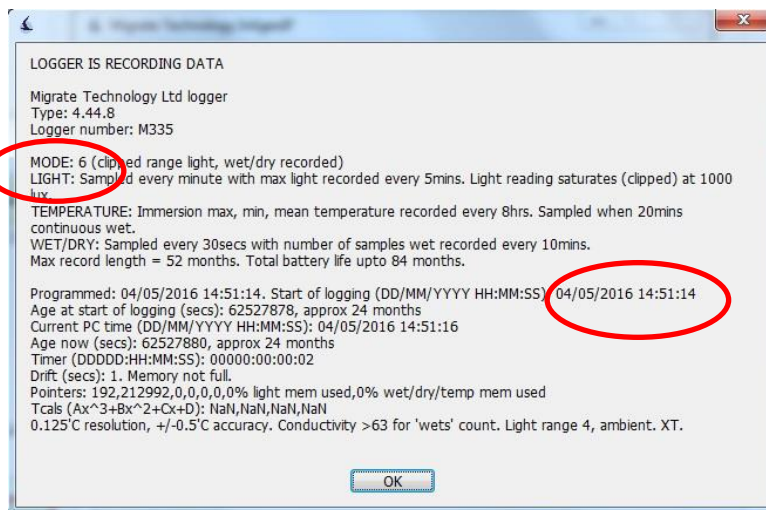 LOGGER IS RECORDING DATA
Migrate Technology Ltd logger
Type: 4.44.8
Logger number: M335
MODE: 6 (clipped range light, wet/dry recorded)
LIGHT: Sampled every minute with max light recorded every 5mins. Light reading saturates (clipped) at 1000
lux.
TEMPERATURE: Immersion max, min, mean temperature recorded every 8hrs. Sampled when 20mins
continuous wet.
WET/DRY: Sampled every 30secs with number of samples wet recorded every 10mins.
Max record length = 52 months. Total battery life upto 84 months.
Programmed: 04/05/2016 14:51:14. Start of logging (DD/MM/YYYY HH:MM:SS): 04/05/2016 14:51:14
Age at start of logging (secs): 62527878, approx 24 months
Current PC time (DD/MM/YYYY HH:MM:SS): 04/05/2016 14:51:16
Age now (secs): 62527880, approx 24 months
Timer (DDDDD:HH:MM:SS): 00000:00:00:02
Drift (secs): 1. Memory not full.
Pointers: 192,212992,0,0,0,0,0% light mem used,0% wet/dry/temp mem used
Tcals (Ax^3+Bx^2+Cx+D): NaN,NaN,NaN,NaN
0.125'C resolution, +/-0.5'C accuracy. Conductivity >63 for 'wets' count. Light range 4, ambient. XT.
OK